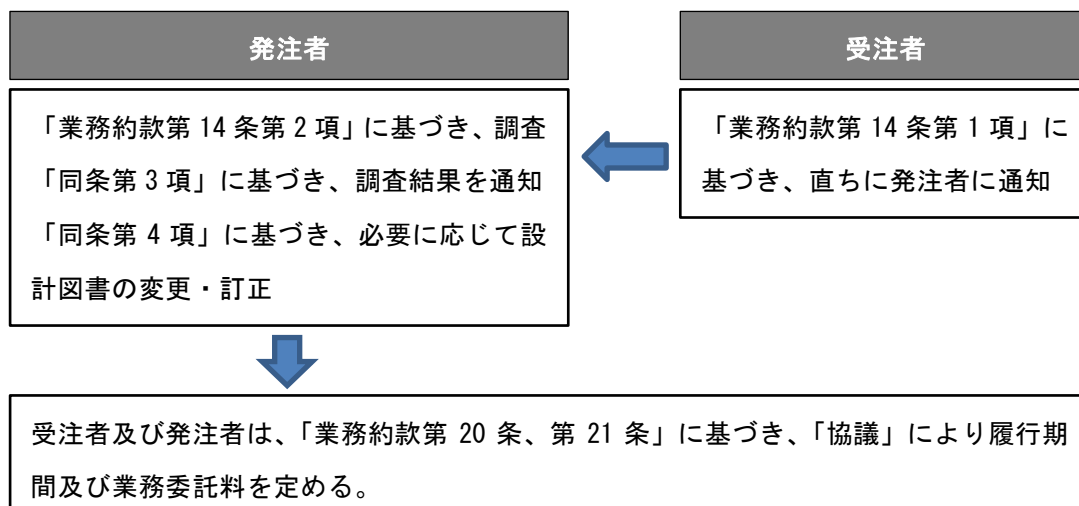 発注者
「業務約款第 14 条第 2 項」に基づき、調査
「同条第 3 項」に基づき、調査結果を通知
「同条第 4 項」に基づき、必要に応じて設
計図書の変更・訂正
受注者
「業務約款第 14 条第 1 項」に
基づき、直ちに発注者に通知
受注者及び発注者は、「業務約款第 20 条、第 21 条」に基づき、「協議」により履行期
間及び業務委託料を定める。